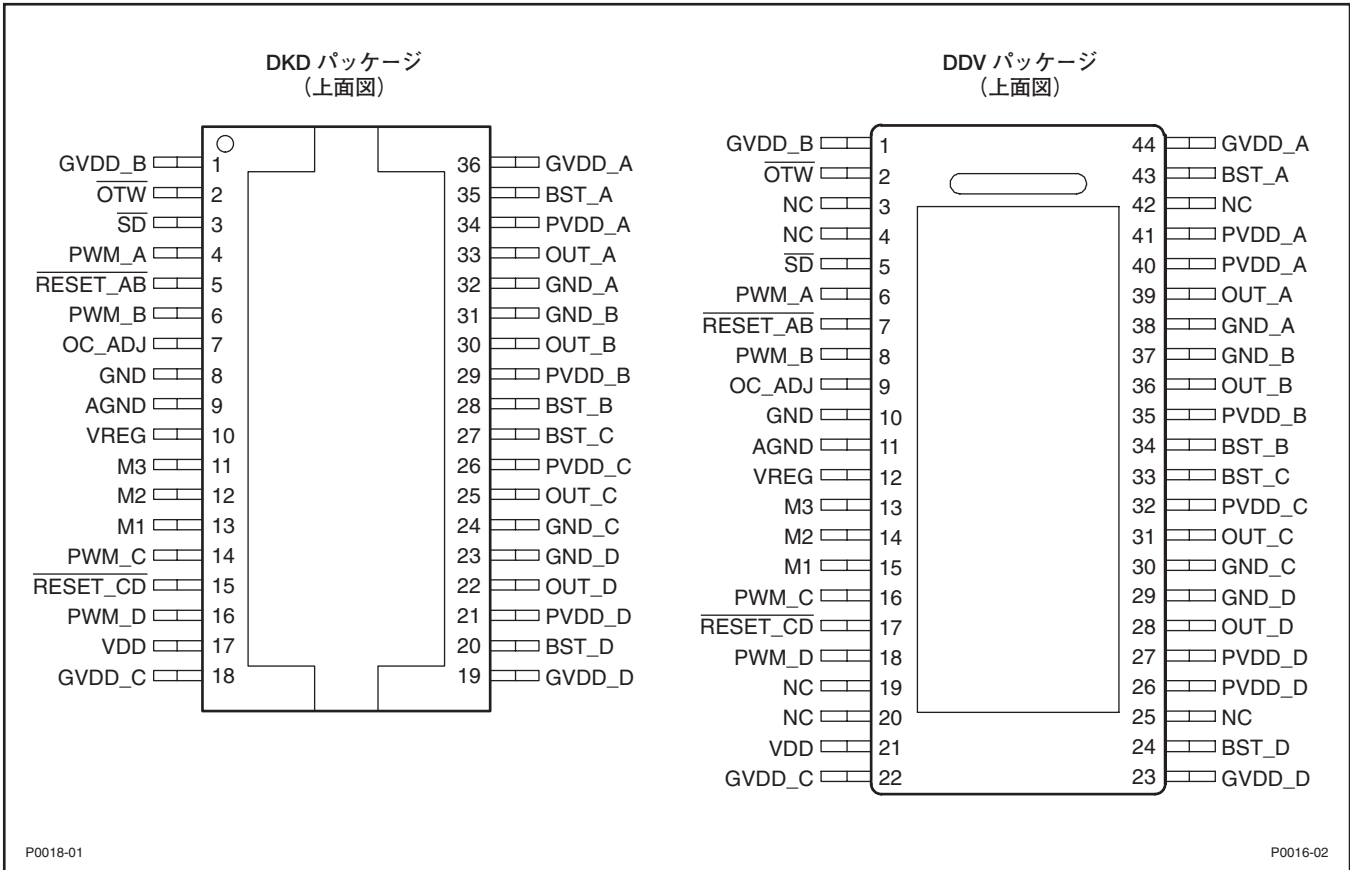 DKD パッケージ
（上面図）
GVDD_B 1 36 GVDD_A
OTW 2 35 BST_A
SD 3 34 PVDD_A
PWM_A 4 33 OUT_A
RESET_AB 5 32 GND_A
PWM_B 6 31 GND_B
OC_ADJ 7 30 OUT_B
GND 8 29 PVDD_B
AGND 9 28 BST_B
VREG 10 27 BST_C
M3 11 26 PVDD_C
M2 12 25 OUT_C
M1 13 24 GND_C
PWM_C 14 23 GND_D
RESET_CD 15 22 OUT_D
PWM_D 16 21 PVDD_D
VDD 17 20 BST_D
GVDD_C 18 19 GVDD_D
P0018-01
DDV パッケージ
（上面図）
GVDD_B 1 44 GVDD_A
OTW 2 43 BST_A
NC 3 42 NC
NC 4 41 PVDD_A
SD 5 40 PVDD_A
PWM_A 6 39 OUT_A
RESET_AB 7 38 GND_A
PWM_B 8 37 GND_B
OC_ADJ 9 36 OUT_B
GND 10 35 PVDD_B
AGND 11 34 BST_B
VREG 12 33 BST_C
M3 13 32 PVDD_C
M2 14 31 OUT_C
M1 15 30 GND_C
PWM_C 16 29 GND_D
RESET_CD 17 28 OUT_D
PWM_D 18 27 PVDD_D
NC 19 26 PVDD_D
NC 20 25 NC
VDD 21 24 BST_D
GVDD_C 22 23 GVDD_D
P0016-02